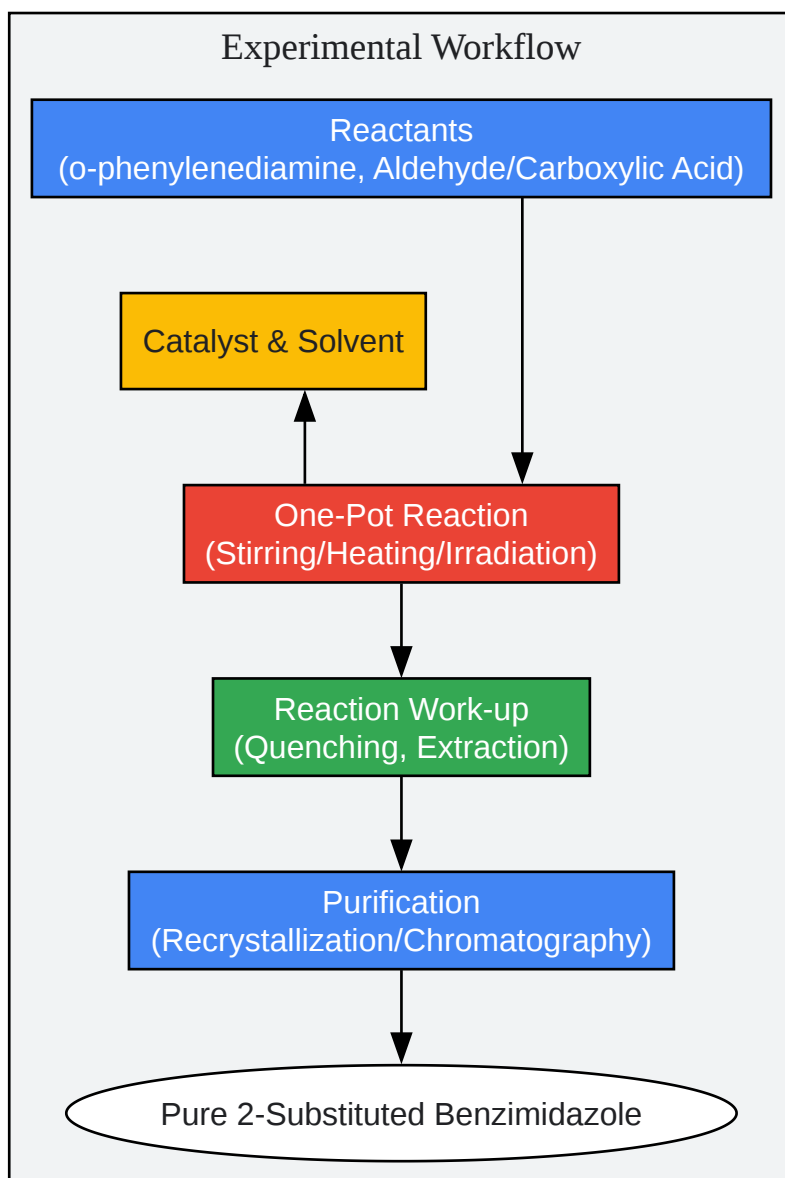 Experimental Workflow
Reactants
(o-phenylenediamine, Aldehyde/Carboxylic Acid)
Catalyst & Solvent
One-Pot Reaction
(Stirring/Heating/Irradiation)
Reaction Work-up
(Quenching, Extraction)
Purification
(Recrystallization/Chromatography)
Pure 2-Substituted Benzimidazole